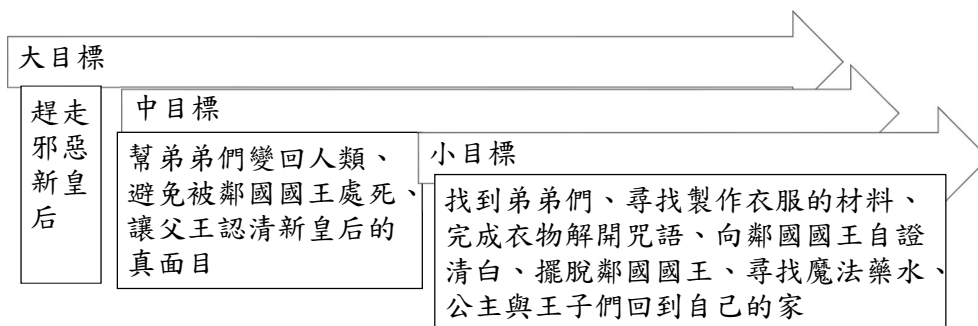 大目標
趕走
邪惡
新皇
后
中目標
幫弟弟們變回人類、
避免被鄰國國王處死、
讓父王認清新皇后的
真面目
小目標
找到弟弟們、尋找製作衣服的材料、
完成衣物解開咒語、向鄰國國王自證
清白、擺脫鄰國國王、尋找魔法藥水、
公主與王子們回到自己的家